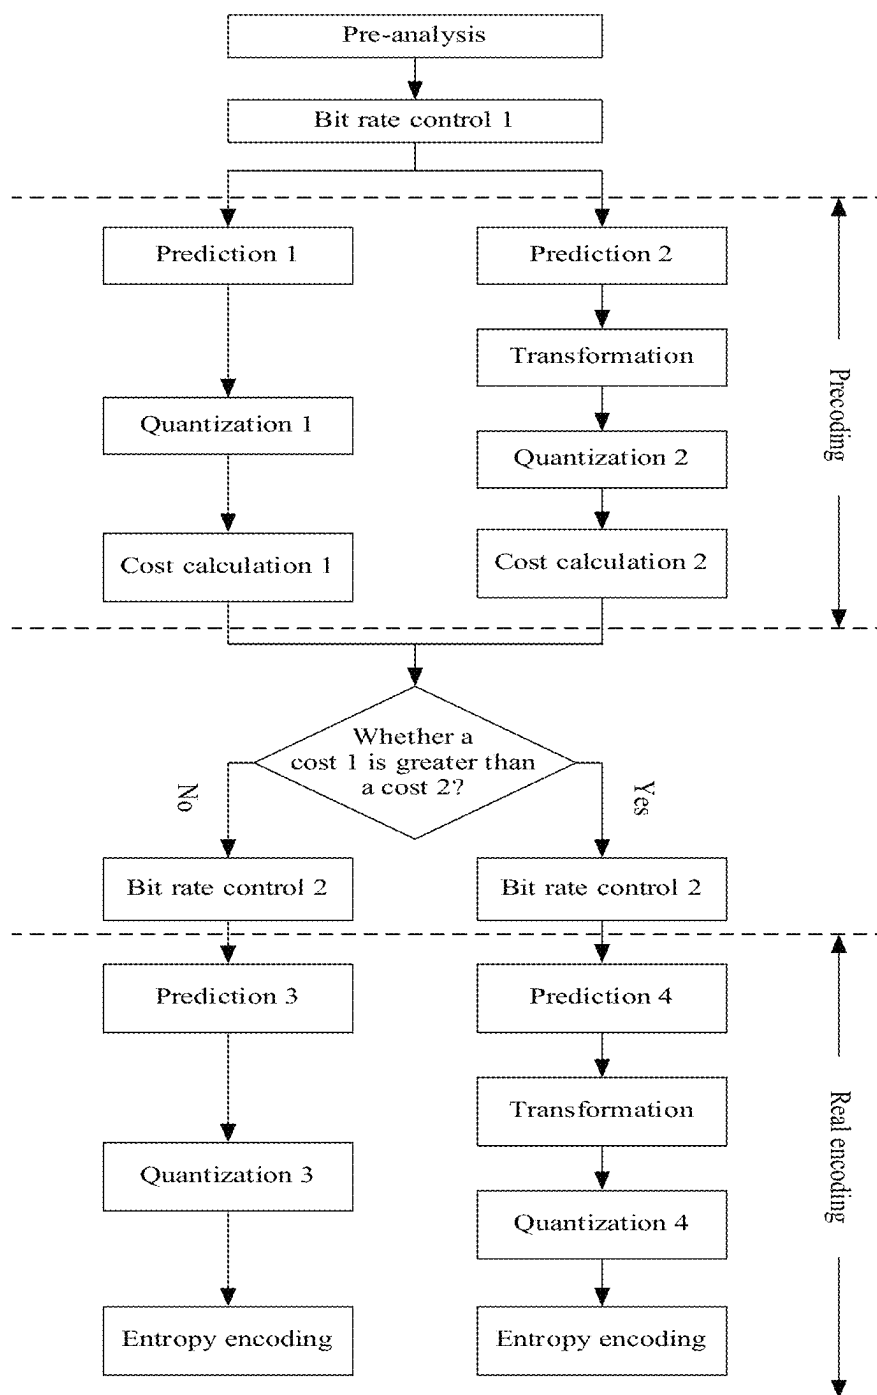 Pre-analysis
Bit rate control 1
Prediction 1
Prediction 2
Transformation
Quantization 1
Quantization 2
Cost calculation 1
Cost calculation 2
Precoding
Whether a
cost 1 is greater than
a cost 2?
No
Yes
Bit rate control 2
Bit rate control 2
Prediction 3
Prediction 4
Transformation
Quantization 3
Quantization 4
Entropy encoding
Entropy encoding
Real encoding